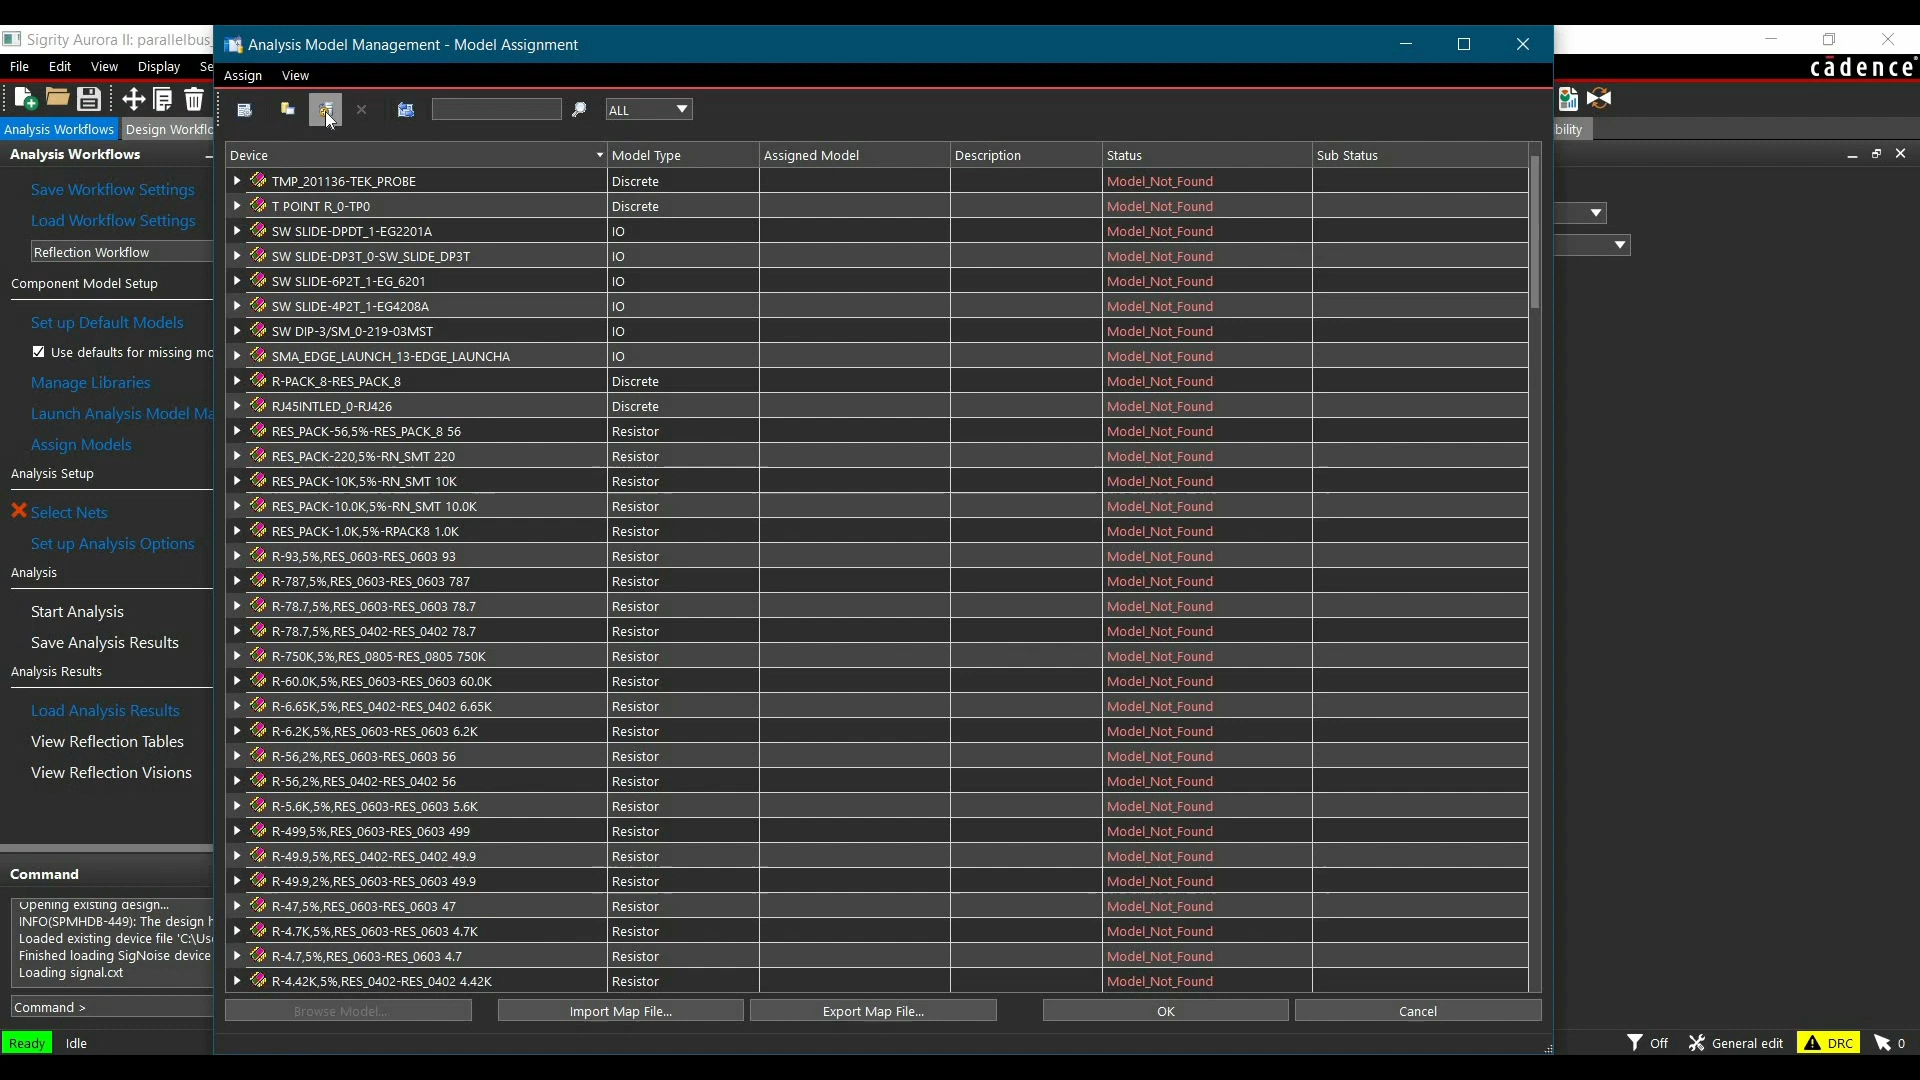 Sigrity Aurora II: parallelbus
cādence
File Edit View Display Se
Analysis Workflows Design Workflo
bility
Analysis Workflows
Save Workflow Settings
Load Workflow Settings
Reflection Workflow
Component Model Setup
Set up Default Models
Use defaults for missing mo
Manage Libraries
Launch Analysis Model Ma
Assign Models
Analysis Setup
Select Nets
Set up Analysis Options
Analysis
Start Analysis
Save Analysis Results
Analysis Results
Load Analysis Results
View Reflection Tables
View Reflection Visions
Command
Opening existing design...
INFO(SPMHDB-449): The design h
Loaded existing device file 'C:\Use
Finished loading SigNoise device
Loading signal.cxt
Command >
Ready Idle
Analysis Model Management - Model Assignment
Assign View
ALL
Device Model Type Assigned Model Description Status Sub Status
TMP_201136-TEK_PROBE Discrete Model_Not_Found
T POINT R_0-TP0 Discrete Model_Not_Found
SW SLIDE-DPDT_1-EG2201A IO Model_Not_Found
SW SLIDE-DP3T_0-SW_SLIDE_DP3T IO Model_Not_Found
SW SLIDE-6P2T_1-EG_6201 IO Model_Not_Found
SW SLIDE-4P2T_1-EG4208A IO Model_Not_Found
SW DIP-3/SM_0-219-03MST IO Model_Not_Found
SMA_EDGE_LAUNCH_13-EDGE_LAUNCHA IO Model_Not_Found
R-PACK_8-RES_PACK_8 Discrete Model_Not_Found
RJ45INTLED_0-RJ426 Discrete Model_Not_Found
RES_PACK-56,5%-RES_PACK_8 56 Resistor Model_Not_Found
RES_PACK-220,5%-RN_SMT 220 Resistor Model_Not_Found
RES_PACK-10K,5%-RN_SMT 10K Resistor Model_Not_Found
RES_PACK-10.0K,5%-RN_SMT 10.0K Resistor Model_Not_Found
RES_PACK-1.0K,5%-RPACK8 1.0K Resistor Model_Not_Found
R-93,5%,RES_0603-RES_0603 93 Resistor Model_Not_Found
R-787,5%,RES_0603-RES_0603 787 Resistor Model_Not_Found
R-78.7,5%,RES_0603-RES_0603 78.7 Resistor Model_Not_Found
R-78.7,5%,RES_0402-RES_0402 78.7 Resistor Model_Not_Found
R-750K,5%,RES_0805-RES_0805 750K Resistor Model_Not_Found
R-60.0K,5%,RES_0603-RES_0603 60.0K Resistor Model_Not_Found
R-6.65K,5%,RES_0402-RES_0402 6.65K Resistor Model_Not_Found
R-6.2K,5%,RES_0603-RES_0603 6.2K Resistor Model_Not_Found
R-56,2%,RES_0603-RES_0603 56 Resistor Model_Not_Found
R-56,2%,RES_0402-RES_0402 56 Resistor Model_Not_Found
R-5.6K,5%,RES_0603-RES_0603 5.6K Resistor Model_Not_Found
R-499,5%,RES_0603-RES_0603 499 Resistor Model_Not_Found
R-49.9,5%,RES_0402-RES_0402 49.9 Resistor Model_Not_Found
R-49.9,2%,RES_0603-RES_0603 49.9 Resistor Model_Not_Found
R-47,5%,RES_0603-RES_0603 47 Resistor Model_Not_Found
R-4.7K,5%,RES_0603-RES_0603 4.7K Resistor Model_Not_Found
R-4.7,5%,RES_0603-RES_0603 4.7 Resistor Model_Not_Found
R-4.42K,5%,RES_0402-RES_0402 4.42K Resistor Model_Not_Found
Browse Model... Import Map File... Export Map File... OK Cancel
Off General edit DRC 0